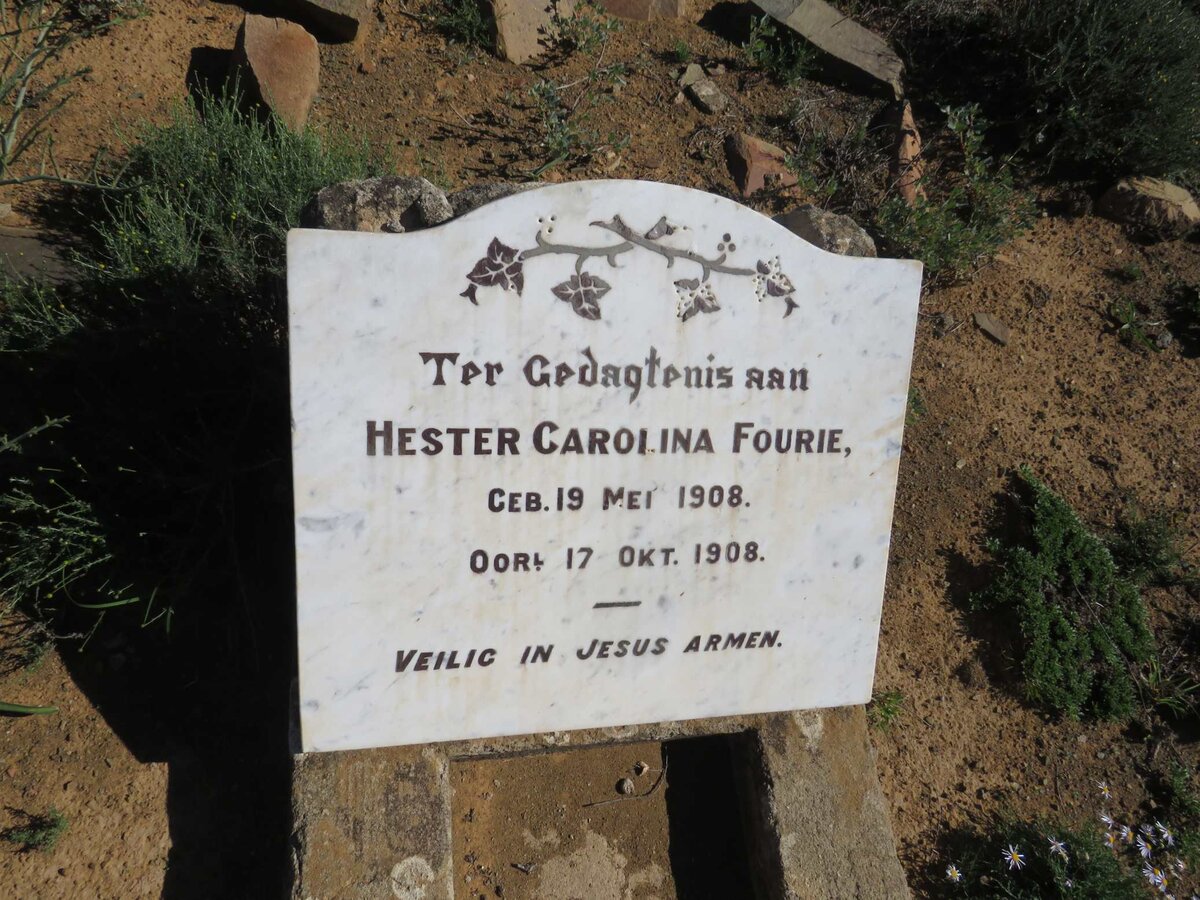 Ter Gedagtenis aan
HESTER CAROLINA FOURIE,
GEB. 19 MEI 1908.
OORL. 17 OKT. 1908.
VEILIG IN JESUS ARMEN.